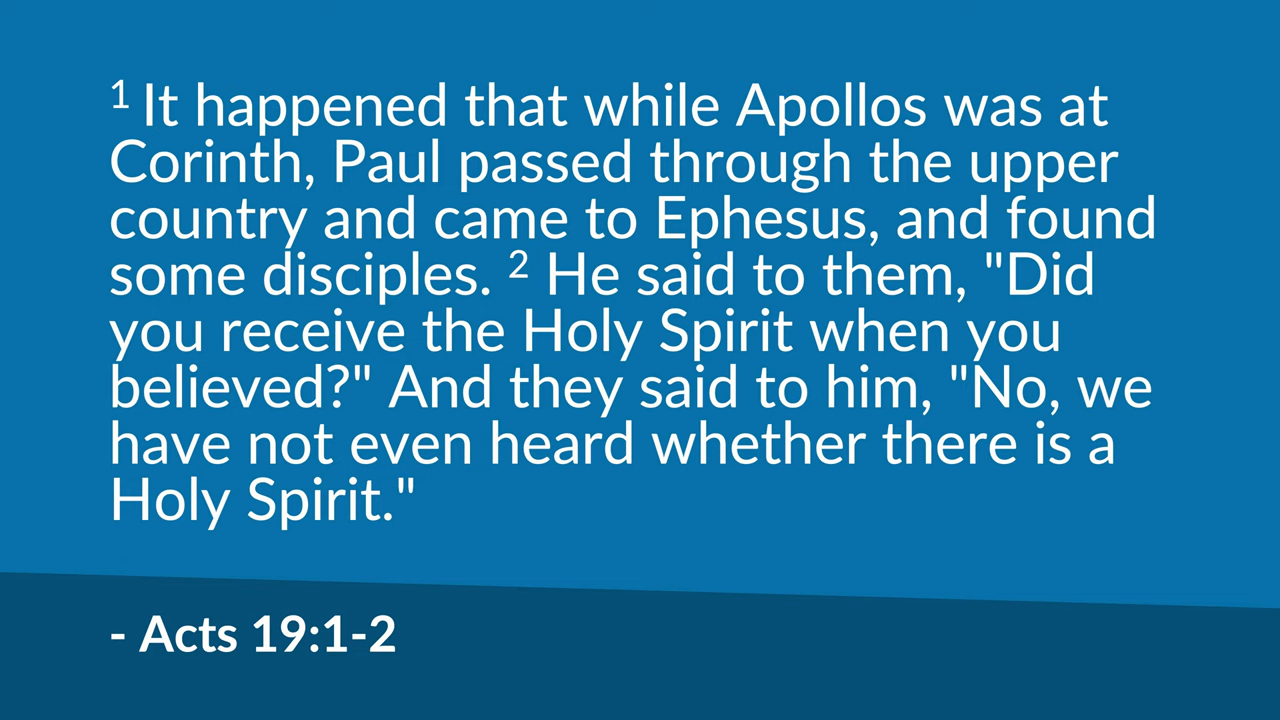 1 It happened that while Apollos was at
Corinth, Paul passed through the upper
country and came to Ephesus, and found
some disciples. 2 He said to them, "Did
you receive the Holy Spirit when you
believed?" And they said to him, "No, we
have not even heard whether there is a
Holy Spirit."
- Acts 19:1-2